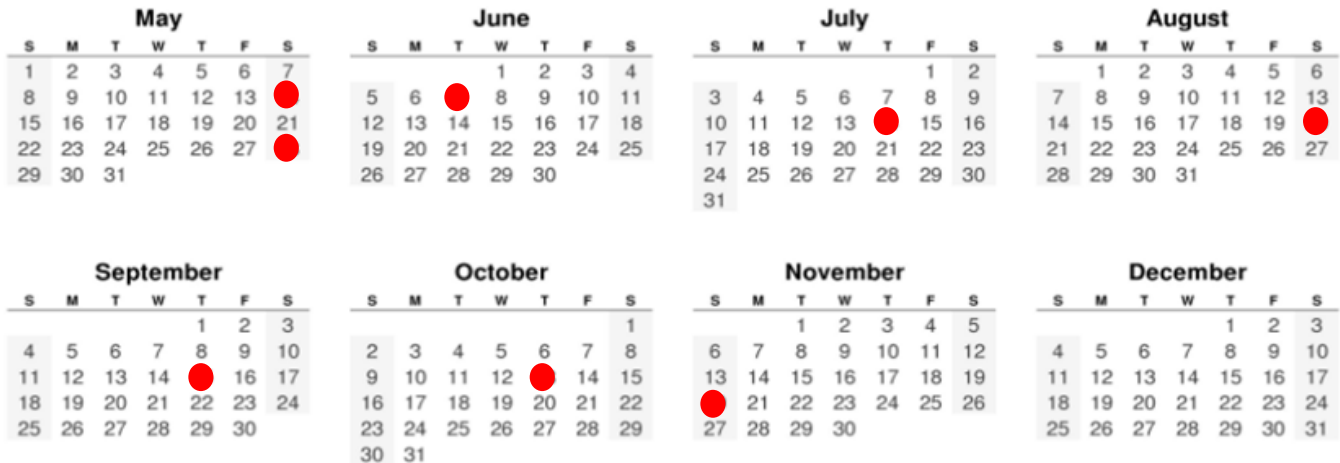 May
S M T W T F S
1 2 3 4 5 6 7
8 9 10 11 12 13
15 16 17 18 19 20 21
22 23 24 25 26 27
29 30 31
June
S M T W T F S
1 2 3 4
5 6 8 9 10 11
12 13 14 15 16 17 18
19 20 21 22 23 24 25
26 27 28 29 30
July
S M T W T F S
1 2
3 4 5 6 7 8 9
10 11 12 13 15 16
17 18 19 20 21 22 23
24 25 26 27 28 29 30
31
August
S M T W T F S
1 2 3 4 5 6
7 8 9 10 11 12 13
14 15 16 17 18 19
21 22 23 24 25 26 27
28 29 30 31
September
S M T W T F S
1 2 3
4 5 6 7 8 9 10
11 12 13 14 16 17
18 19 20 21 22 23 24
25 26 27 28 29 30
October
S M T W T F S
1
2 3 4 5 6 7 8
9 10 11 12 14 15
16 17 18 19 20 21 22
23 24 25 26 27 28 29
30 31
November
S M T W T F S
1 2 3 4 5
6 7 8 9 10 11 12
13 14 15 16 17 18 19
21 22 23 24 25 26
27 28 29 30
December
S M T W T F S
1 2 3
4 5 6 7 8 9 10
11 12 13 14 15 16 17
18 19 20 21 22 23 24
25 26 27 28 29 30 31